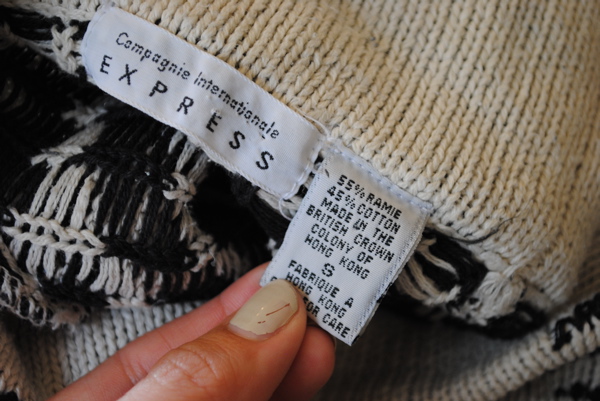 Compagnie Internationale
EXPRESS
55% RAMIE
45% COTTON
MADE IN THE
BRITISH CROWN
COLONY OF
HONG KONG
S
FABRIQUE A
HONG KONG
FOR CARE